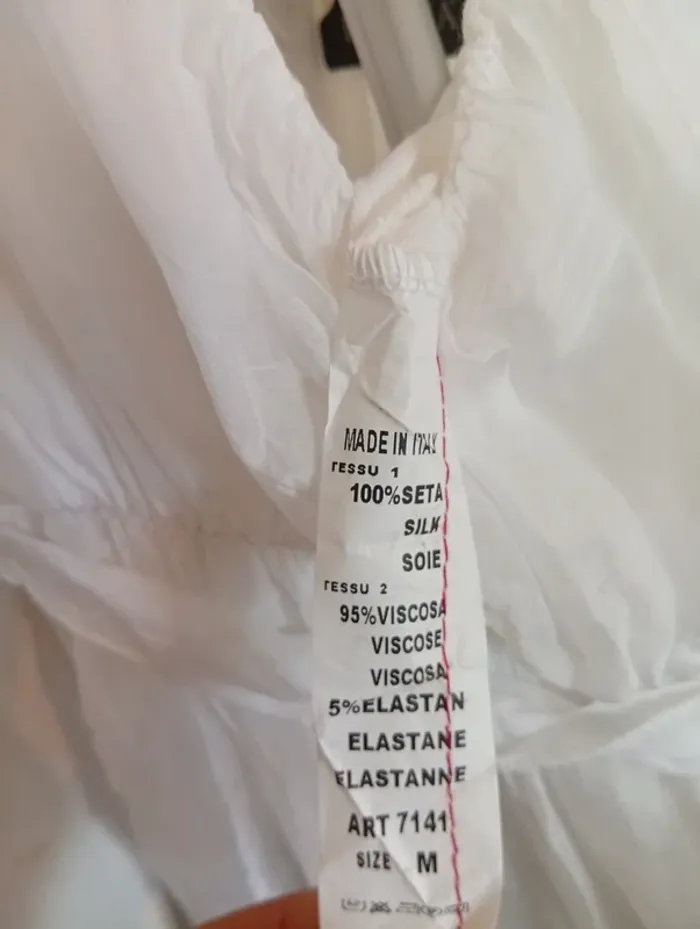 MADE IN ITALY
TESSU 1
100%SETA
SILK
SOIE
TESSU 2
95%VISCOSA
VISCOSE
VISCOSA
5%ELASTAN
ELASTANE
ELASTANNE
ART 7141
SIZE M